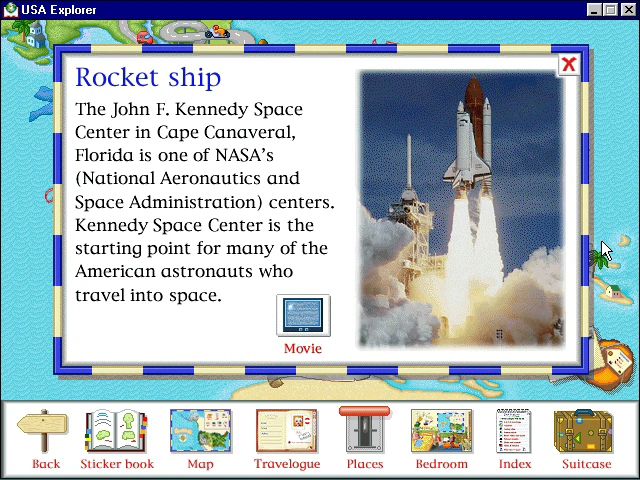 USA Explorer
Rocket ship
The John F. Kennedy Space
Center in Cape Canaveral,
Florida is one of NASA's
(National Aeronautics and
Space Administration) centers.
Kennedy Space Center is the
starting point for many of the
American astronauts who
travel into space.
Movie
Back
Sticker book
Map
Travelogue
Places
Bedroom
Index
Suitcase